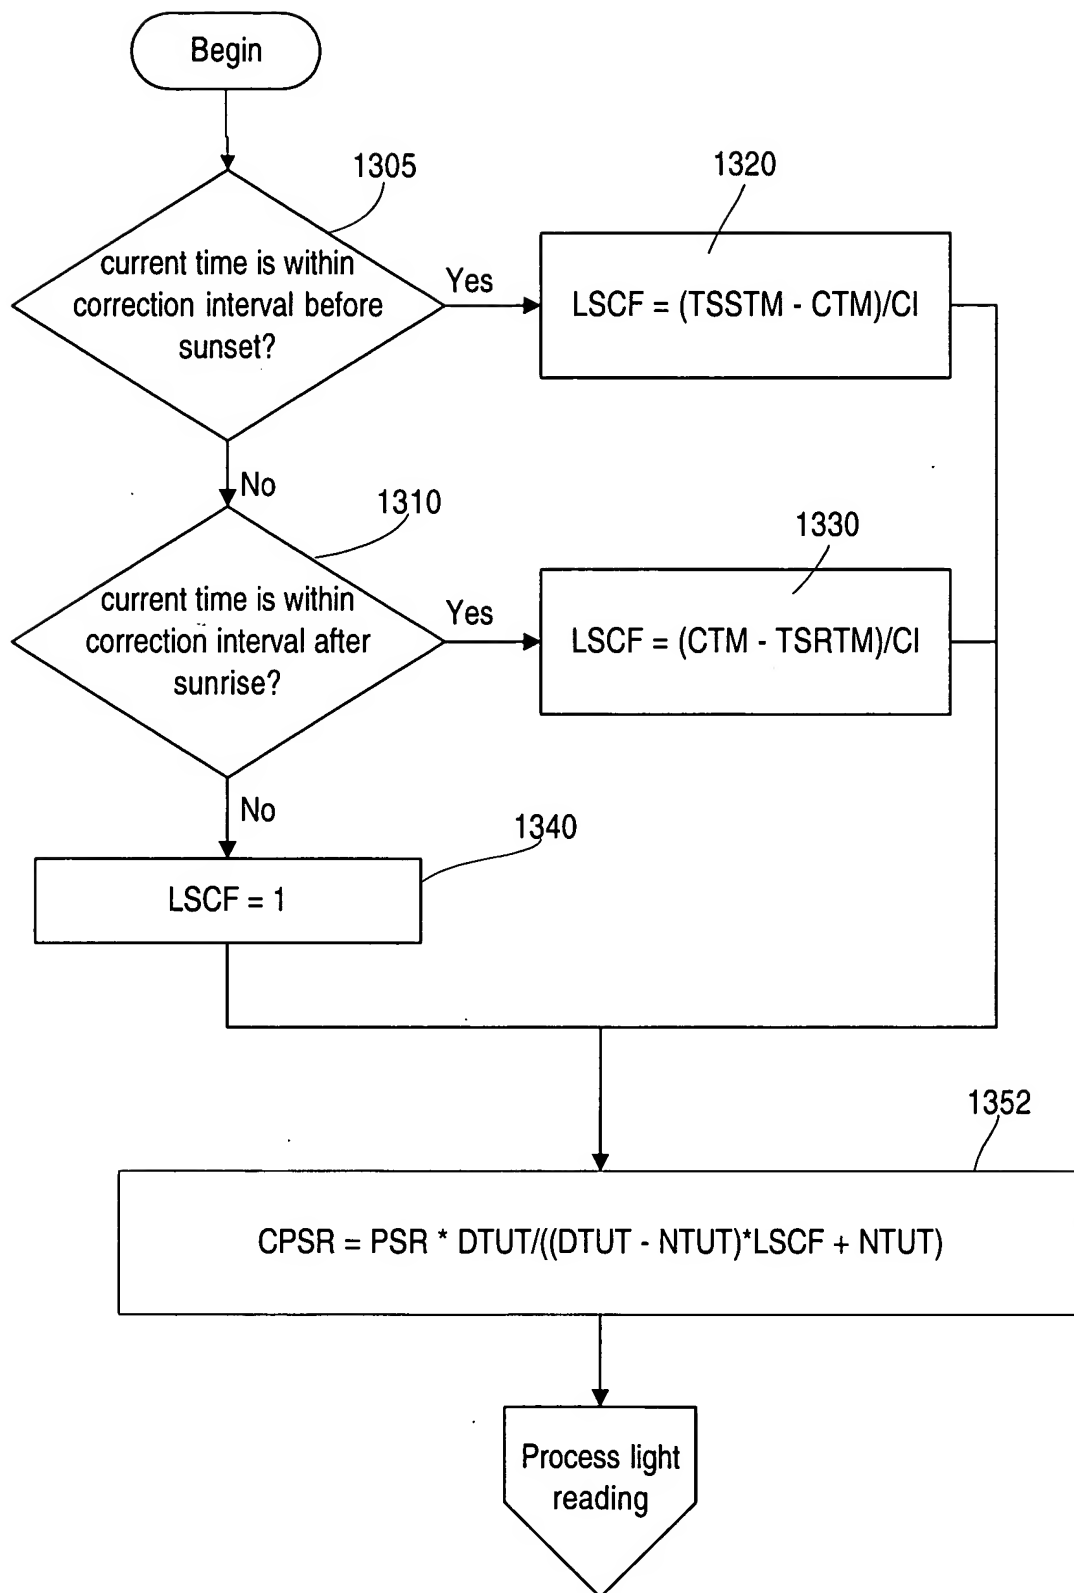 Begin
1305
current time is within
correction interval before
sunset?
Yes
1320
LSCF = (TSSTM - CTM)/CI
No
1310
current time is within
correction interval after
sunrise?
Yes
1330
LSCF = (CTM - TSRTM)/CI
No
1340
LSCF = 1
1352
CPSR = PSR * DTUT/((DTUT - NTUT)*LSCF + NTUT)
Process light
reading